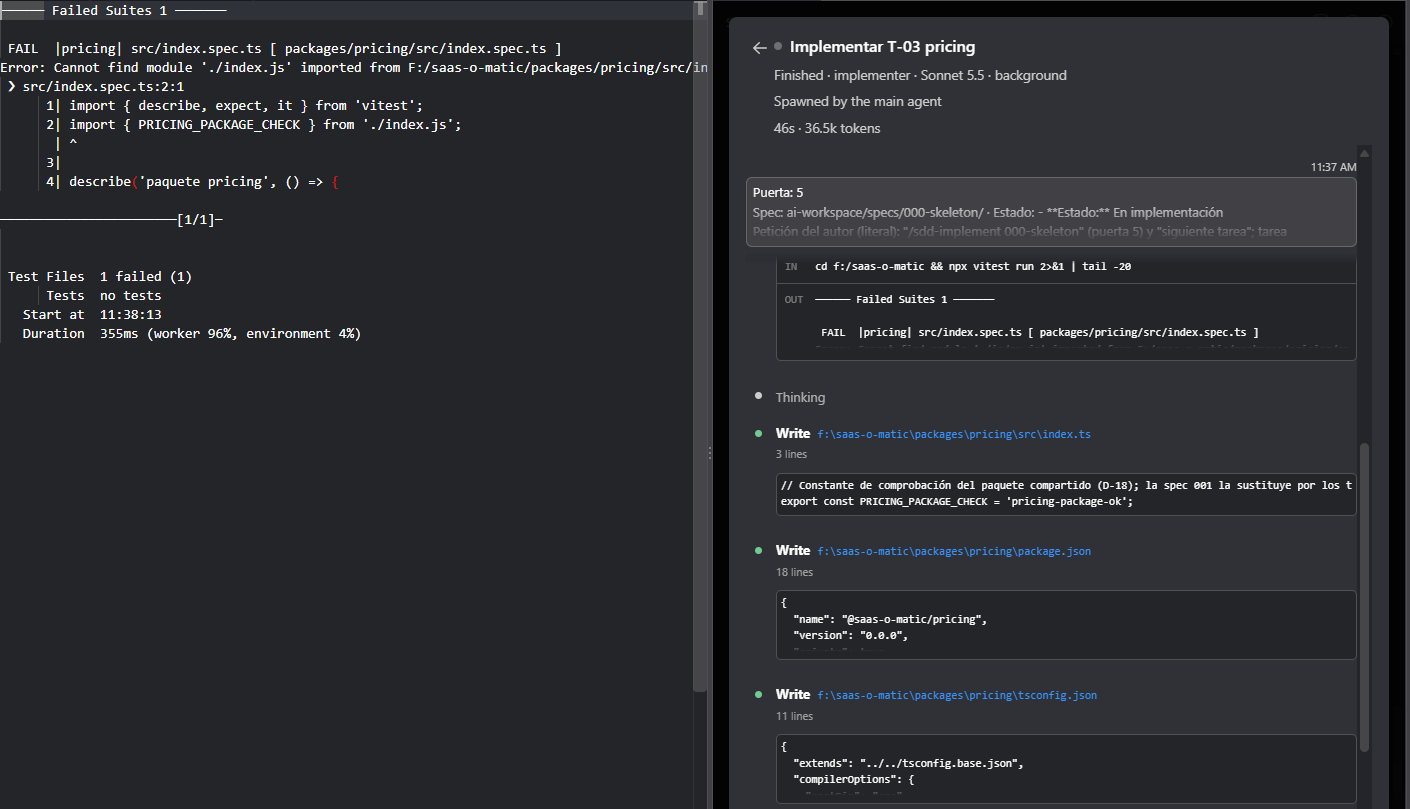 Failed Suites 1
FAIL |pricing| src/index.spec.ts [ packages/pricing/src/index.spec.ts ]
Error: Cannot find module './index.js' imported from F:/saas-o-matic/packages/pricing/src/in
❯ src/index.spec.ts:2:1
1| import { describe, expect, it } from 'vitest';
2| import { PRICING_PACKAGE_CHECK } from './index.js';
| ^
3|
4| describe('paquete pricing', () => {
[1/1]
Test Files 1 failed (1)
Tests no tests
Start at 11:38:13
Duration 355ms (worker 96%, environment 4%)
← Implementar T-03 pricing
Finished · implementer · Sonnet 5.5 · background
Spawned by the main agent
46s · 36.5k tokens
11:37 AM
Puerta: 5
Spec: ai-workspace/specs/000-skeleton/ · Estado: - **Estado:** En implementación
Petición del autor (literal): "/sdd-implement 000-skeleton" (puerta 5) y "siguiente tarea"; tarea
IN cd f:/saas-o-matic && npx vitest run 2>&1 | tail -20
OUT Failed Suites 1
FAIL |pricing| src/index.spec.ts [ packages/pricing/src/index.spec.ts ]
Thinking
Write f:\saas-o-matic\packages\pricing\src\index.ts
3 lines
// Constante de comprobación del paquete compartido (D-18); la spec 001 la sustituye por los t
export const PRICING_PACKAGE_CHECK = 'pricing-package-ok';
Write f:\saas-o-matic\packages\pricing\package.json
18 lines
{
"name": "@saas-o-matic/pricing",
"version": "0.0.0",
Write f:\saas-o-matic\packages\pricing\tsconfig.json
11 lines
{
"extends": "../../tsconfig.base.json",
"compilerOptions": {